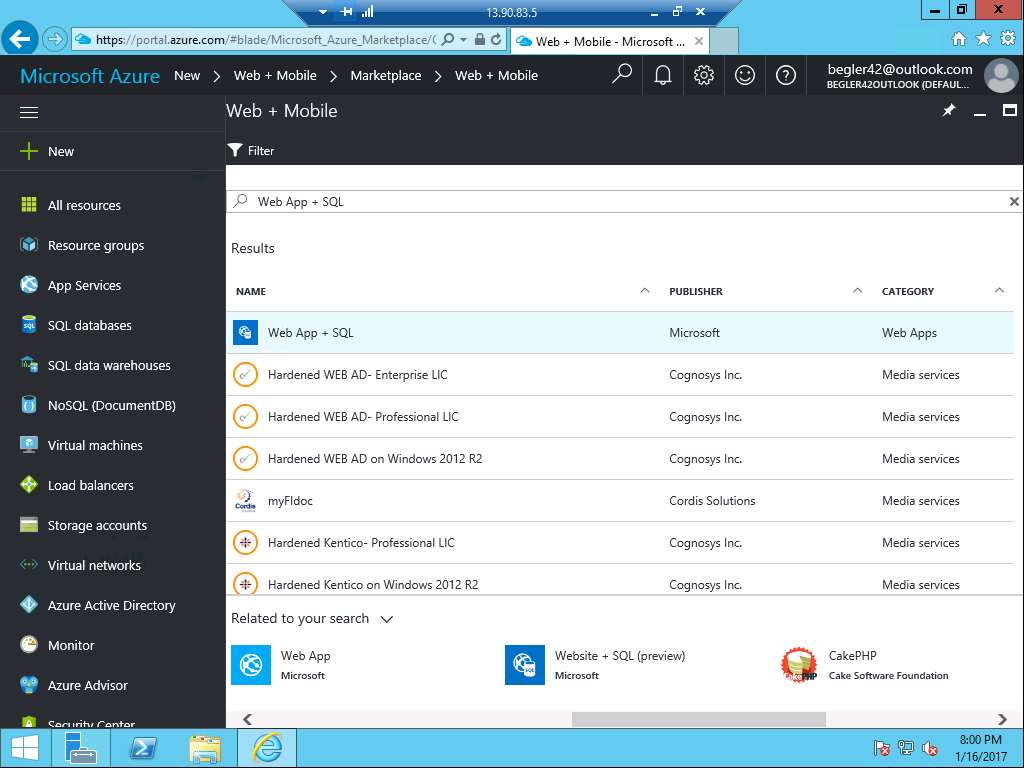 13.90.83.5
https://portal.azure.com/#blade/Microsoft_Azure_Marketplace/
Web + Mobile - Microsoft ...
Microsoft Azure New Web + Mobile Marketplace Web + Mobile
begler42@outlook.com
BEGLER42OUTLOOK (DEFAUL...
Web + Mobile
Filter
New
All resources
Resource groups
App Services
SQL databases
SQL data warehouses
NoSQL (DocumentDB)
Virtual machines
Load balancers
Storage accounts
Virtual networks
Azure Active Directory
Monitor
Azure Advisor
Security Center
Web App + SQL
Results
NAME PUBLISHER CATEGORY
Web App + SQL Microsoft Web Apps
Hardened WEB AD- Enterprise LIC Cognosys Inc. Media services
Hardened WEB AD- Professional LIC Cognosys Inc. Media services
Hardened WEB AD on Windows 2012 R2 Cognosys Inc. Media services
Cordis
myFIdoc Cordis Solutions Media services
Hardened Kentico- Professional LIC Cognosys Inc. Media services
Hardened Kentico on Windows 2012 R2 Cognosys Inc. Media services
Related to your search
Web App
Microsoft
Website + SQL (preview)
Microsoft
CakePHP
Cake Software Foundation
8:00 PM
1/16/2017